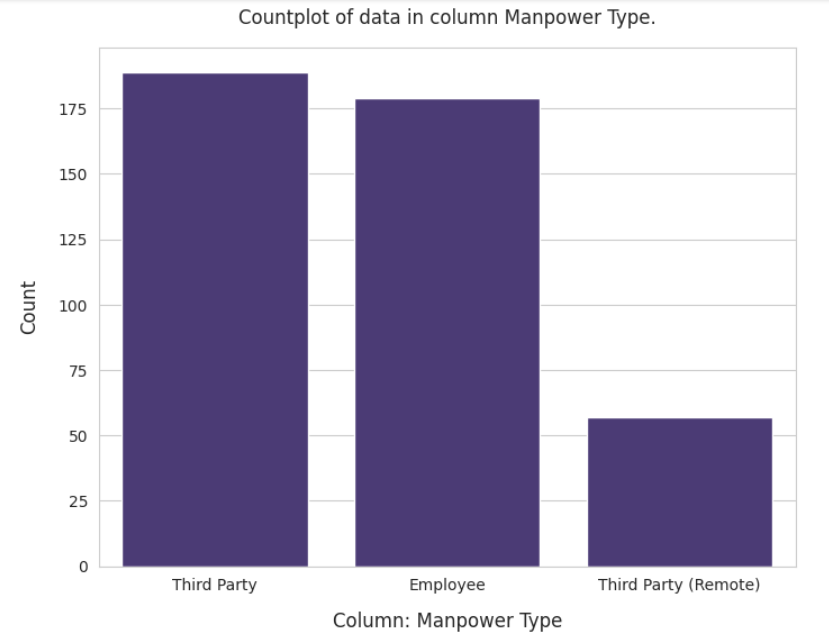 Countplot of data in column Manpower Type.
Count
175
150
125
100
75
50
25
0
Third Party Employee Third Party (Remote)
Column: Manpower Type